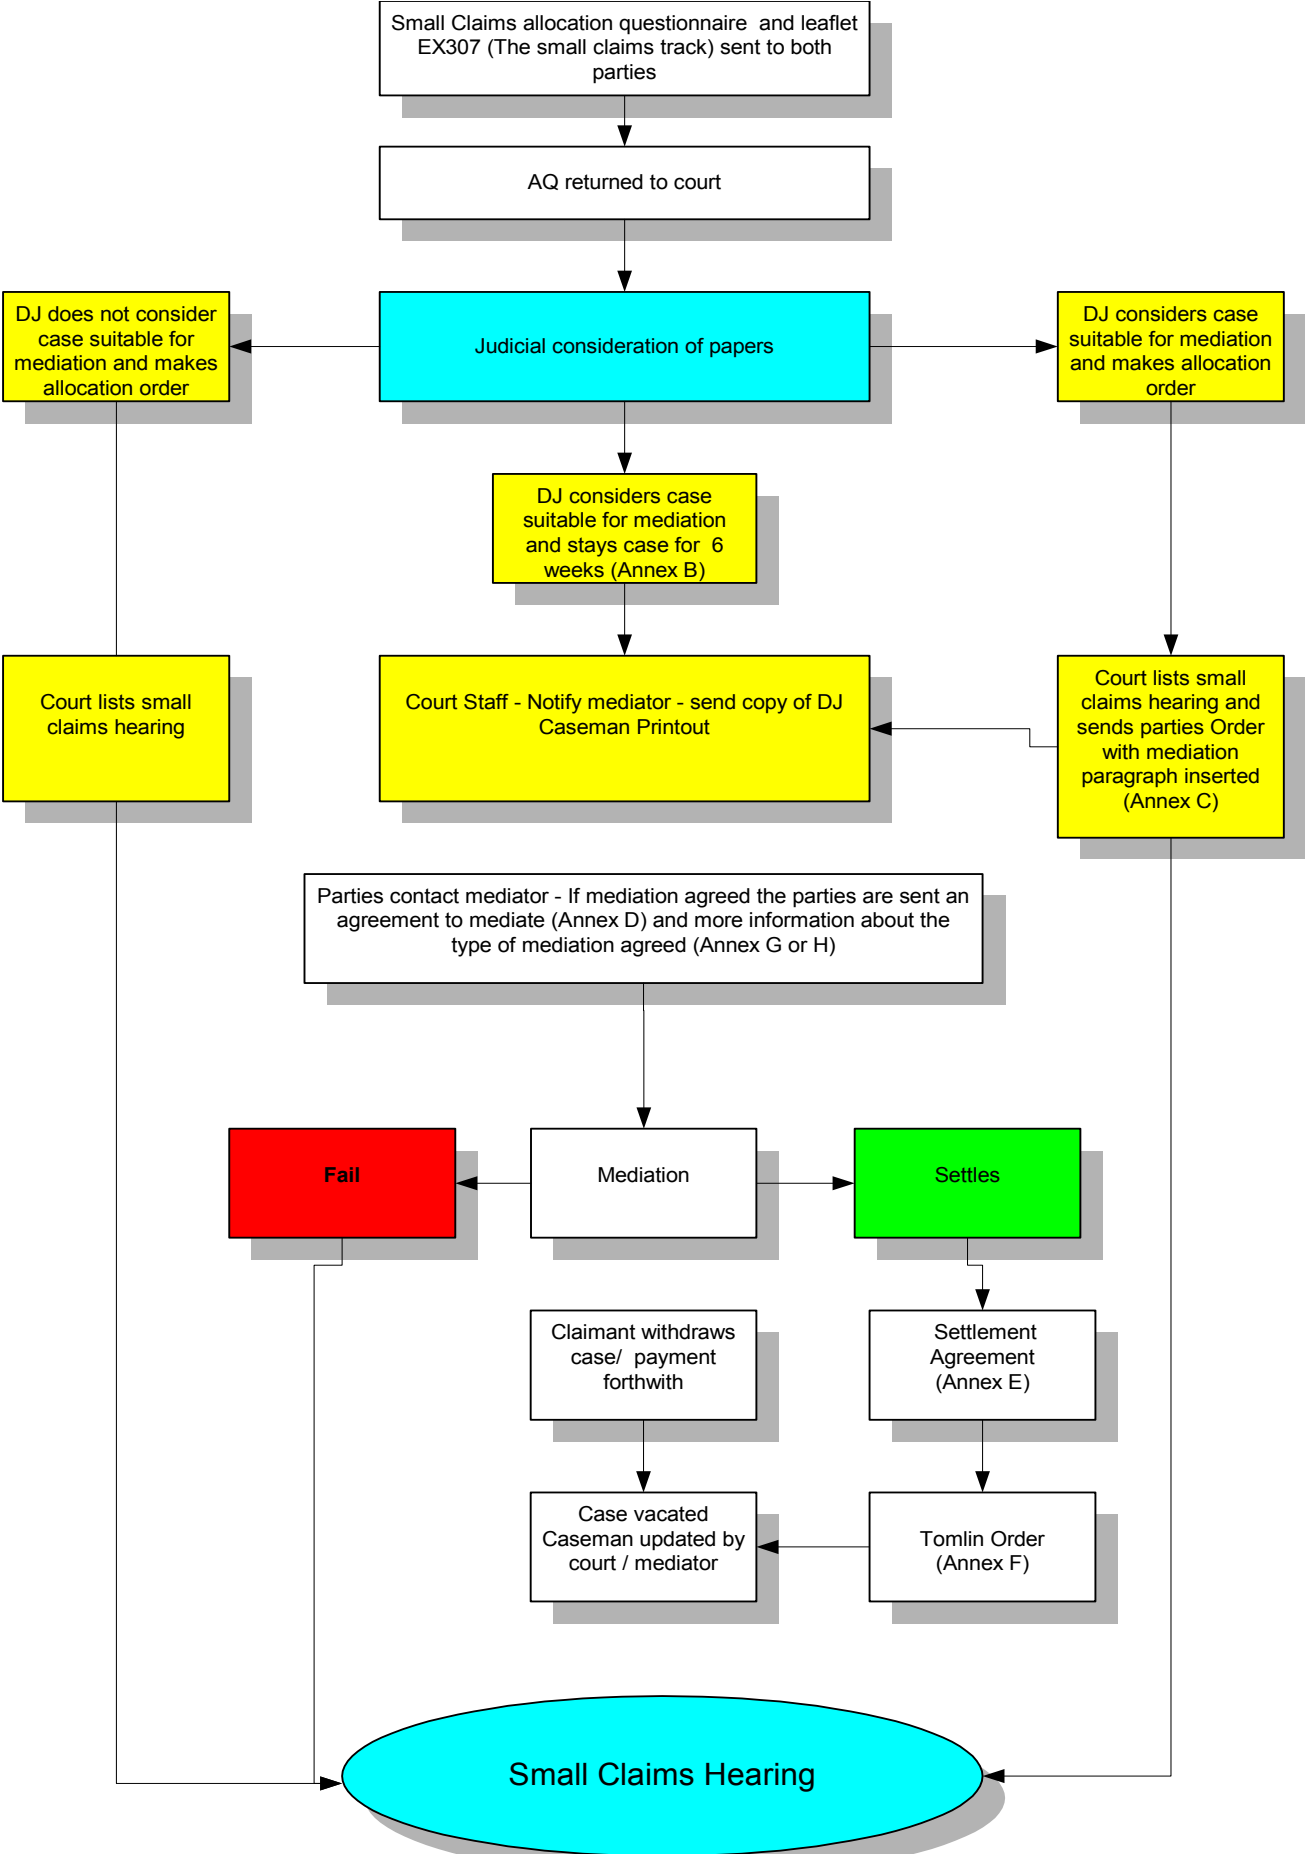 Small Claims allocation questionnaire and leaflet
EX307 (The small claims track) sent to both
parties
AQ returned to court
DJ does not consider
case suitable for
mediation and makes
allocation order
Judicial consideration of papers
DJ considers case
suitable for mediation
and makes allocation
order
DJ considers case
suitable for mediation
and stays case for 6
weeks (Annex B)
Court lists small
claims hearing
Court Staff - Notify mediator - send copy of DJ
Caseman Printout
Court lists small
claims hearing and
sends parties Order
with mediation
paragraph inserted
(Annex C)
Parties contact mediator - If mediation agreed the parties are sent an
agreement to mediate (Annex D) and more information about the
type of mediation agreed (Annex G or H)
Fail
Mediation
Settles
Claimant withdraws
case/ payment
forthwith
Settlement
Agreement
(Annex E)
Case vacated
Caseman updated by
court / mediator
Tomlin Order
(Annex F)
Small Claims Hearing